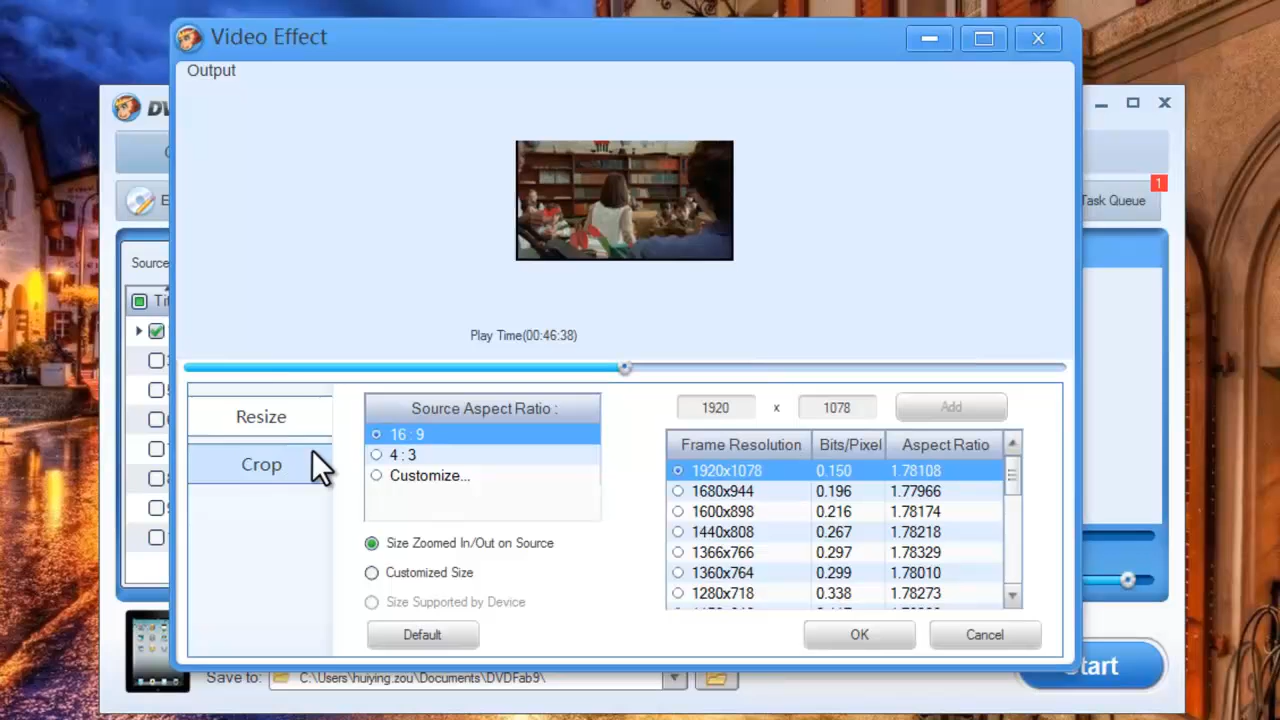 Video Effect
Output
DV
1
Task Queue
Source
Tit
Play Time(00:46:38)
Resize
Crop
Source Aspect Ratio :
16 : 9
4 : 3
Customize...
Size Zoomed In/Out on Source
Customized Size
Size Supported by Device
Default
1920 x 1078 Add
Frame Resolution Bits/Pixel Aspect Ratio
1920x1078 0.150 1.78108
1680x944 0.196 1.77966
1600x898 0.216 1.78174
1440x808 0.267 1.78218
1366x766 0.297 1.78329
1360x764 0.299 1.78010
1280x718 0.338 1.78273
OK Cancel
Start
Save to: C:\Users\huiying.zou\Documents\DVDFab9\